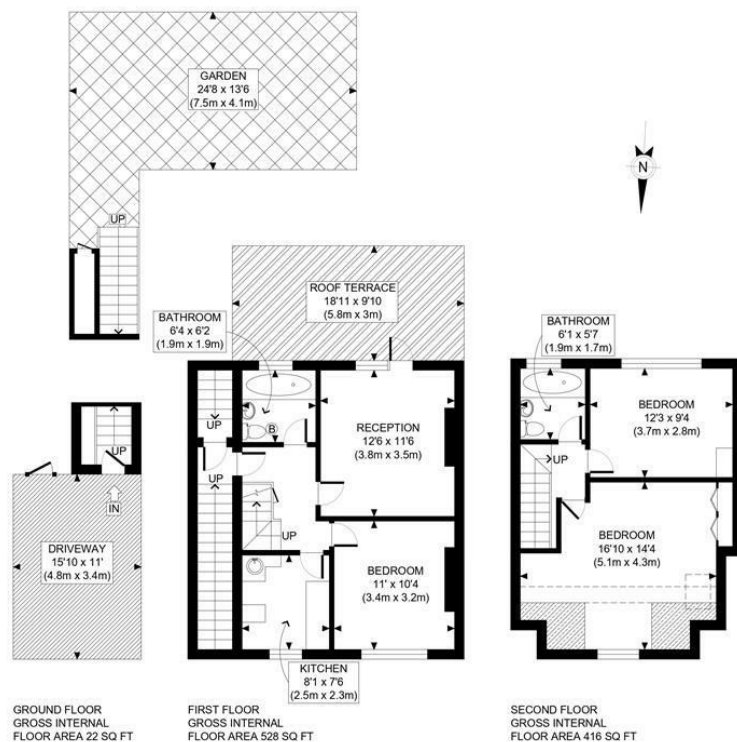 GARDEN
24'8 x 13'6
(7.5m x 4.1m)
UP
N
ROOF TERRACE
18'11 x 9'10
(5.8m x 3m)
BATHROOM
6'4 x 6'2
(1.9m x 1.9m)
BATHROOM
6'1 x 5'7
(1.9m x 1.7m)
UP
B
RECEPTION
12'6 x 11'6
(3.8m x 3.5m)
BEDROOM
12'3 x 9'4
(3.7m x 2.8m)
UP
UP
UP
IN
UP
BEDROOM
16'10 x 14'4
(5.1m x 4.3m)
DRIVEWAY
15'10 x 11'
(4.8m x 3.4m)
BEDROOM
11' x 10'4
(3.4m x 3.2m)
KITCHEN
8'1 x 7'6
(2.5m x 2.3m)
GROUND FLOOR
GROSS INTERNAL
FLOOR AREA 22 SQ FT
FIRST FLOOR
GROSS INTERNAL
FLOOR AREA 528 SQ FT
SECOND FLOOR
GROSS INTERNAL
FLOOR AREA 416 SQ FT